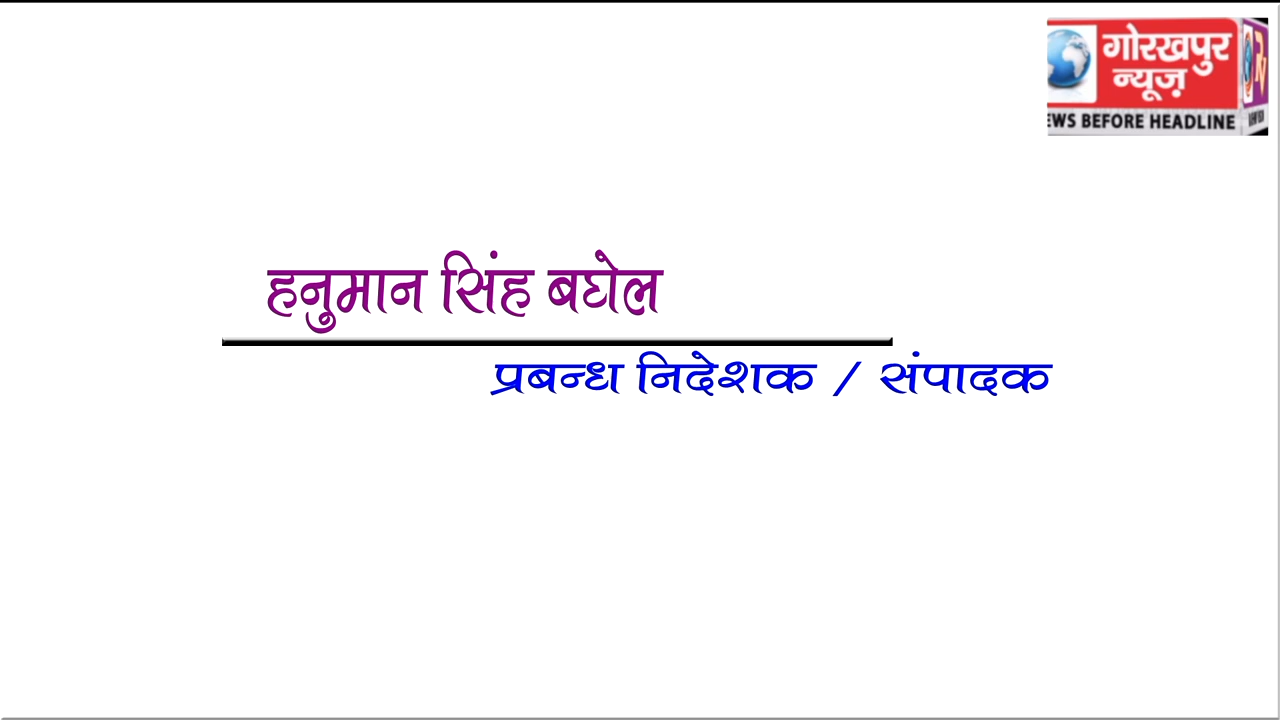 गोरखपुर
न्यूज़
EWS BEFORE HEADLINE
हनुमान सिंह बघेल
प्रबन्ध निदेशक / संपादक